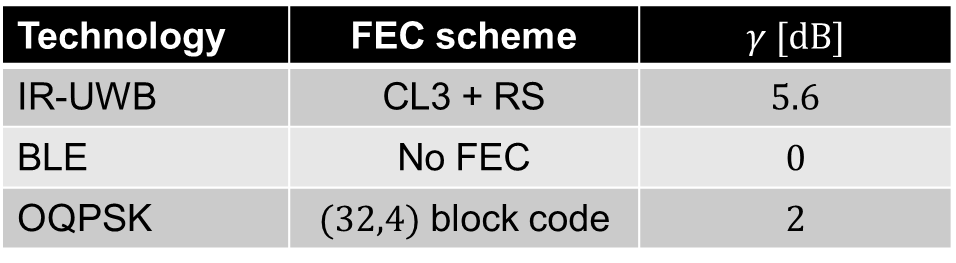 Technology FEC scheme γ [dB]
IR-UWB CL3 + RS 5.6
BLE No FEC 0
OQPSK (32,4) block code 2